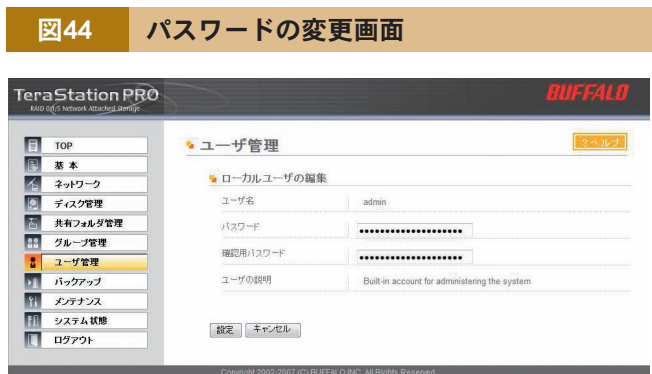 図44 パスワードの変更画面
TeraStation PRO
RAID 0/1/5 Network Attached Storage
BUFFALO
TOP
基本
ネットワーク
ディスク管理
共有フォルダ管理
グループ管理
ユーザ管理
バックアップ
メンテナンス
システム状態
ログアウト
ユーザ管理
?ヘルプ
ローカルユーザの編集
ユーザ名 admin
パスワード ••••••••••••••••••••
確認用パスワード ••••••••••••••••••••
ユーザの説明 Built-in account for administering the system
設定 キャンセル
Copyright 2002-2007 (C) BUFFALO INC. All Rights Reserved.